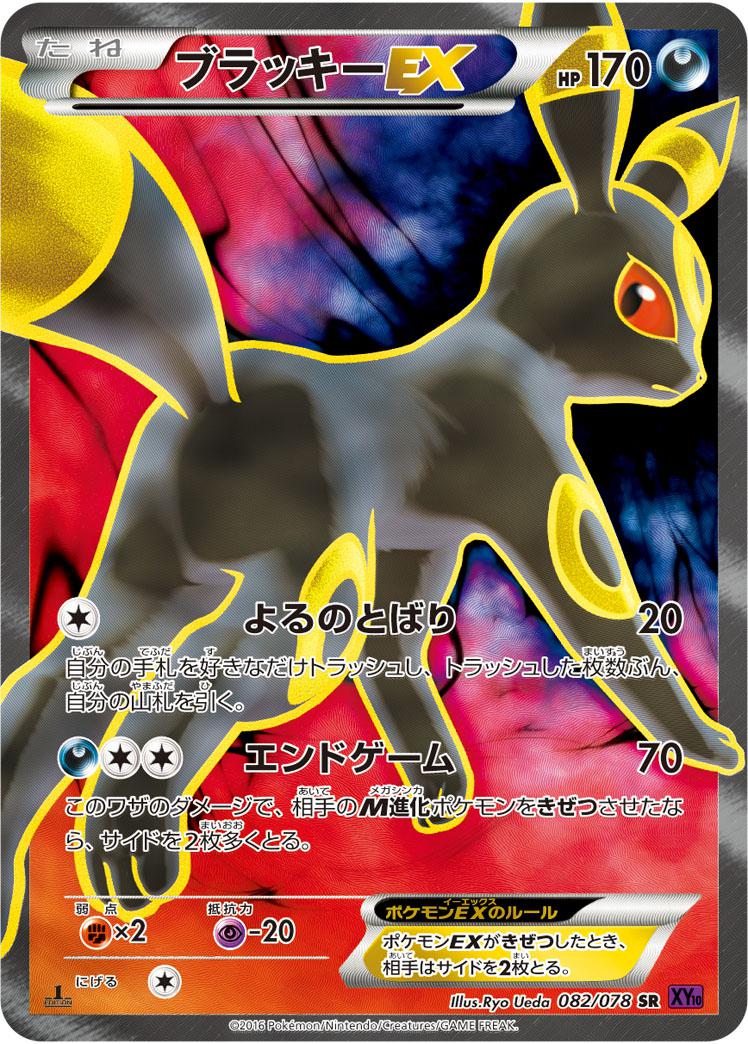 たね
ブラッキーEX
HP170
よるのとばり 20
自分の手札を好きなだけトラッシュし、トラッシュした枚数ぶん、
自分の山札を引く。
エンドゲーム 70
このワザのダメージで、相手のM進化ポケモンをきぜつさせたな
ら、サイドを2枚多くとる。
弱点 抵抗力
×2 -20
にげる
ポケモンEXのルール
ポケモンEXがきぜつしたとき、
相手はサイドを2枚とる。
1 EDITION
Illus.Ryo Ueda 082/078 SR XY10
©2016 Pokémon/Nintendo/Creatures/GAME FREAK.